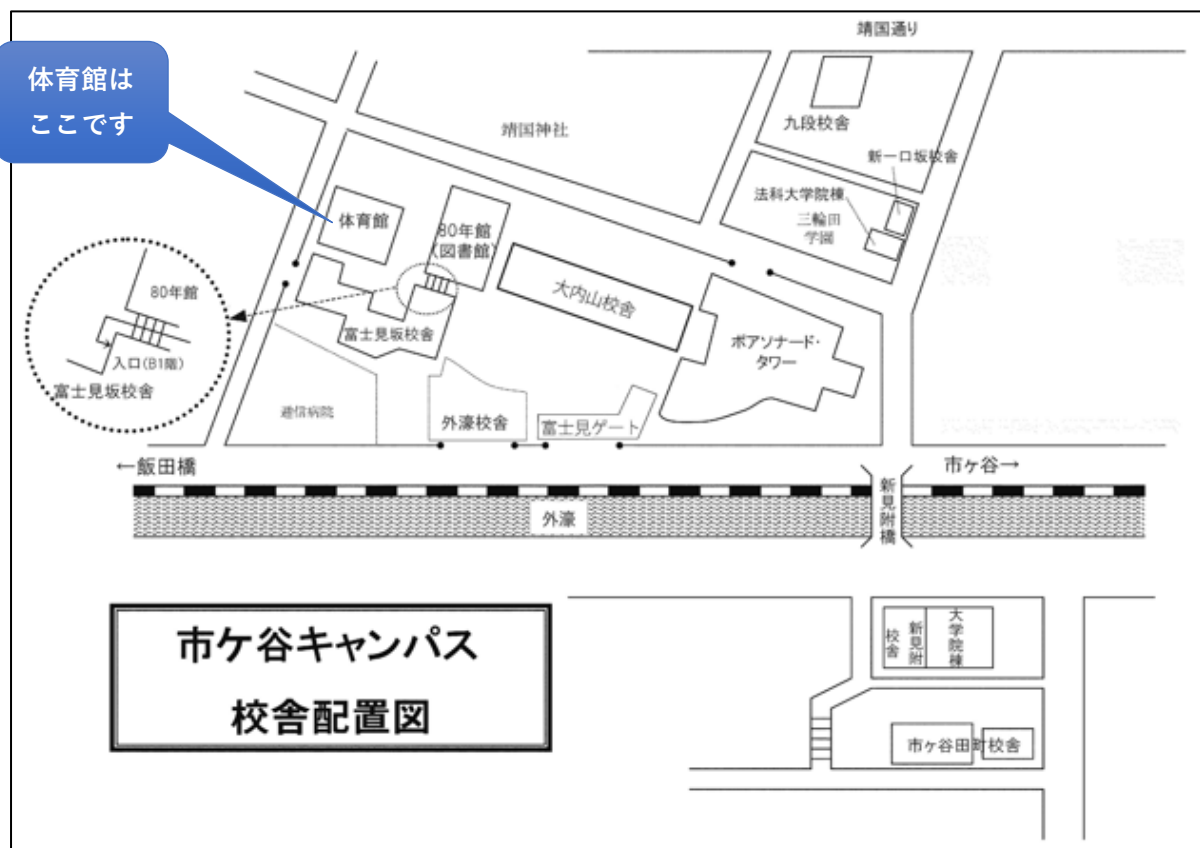 体育館は
ここです
靖国通り
靖国神社
九段校舎
新一口坂校舎
法科大学院棟
三輪田
学園
体育館
80年館
(図書館)
大内山校舎
ボアソナード・
タワー
富士見坂校舎
80年館
入口(B1階)
富士見坂校舎
逓信病院
外濠校舎
富士見ゲート
←飯田橋
市ヶ谷→
外濠
新見附橋
市ケ谷キャンパス
校舎配置図
新見附
校舎
大学院棟
市ヶ谷田町校舎